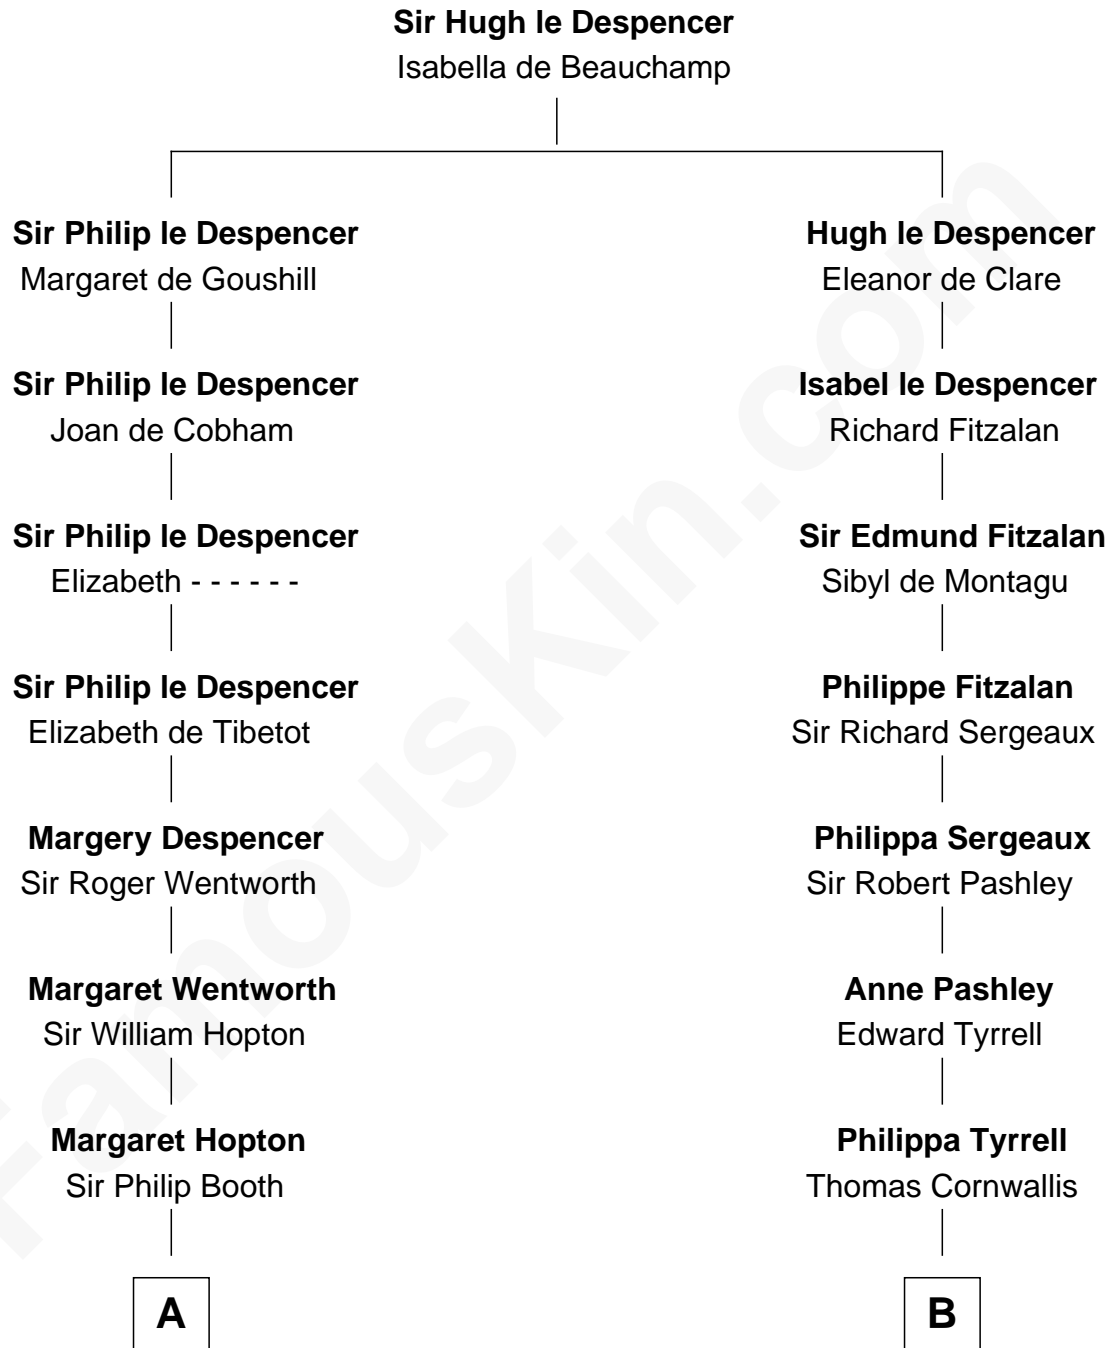 Sir Hugh le Despencer
Isabella de Beauchamp
Sir Philip le Despencer
Margaret de Goushill
Hugh le Despencer
Eleanor de Clare
Sir Philip le Despencer
Joan de Cobham
Isabel le Despencer
Richard Fitzalan
Sir Philip le Despencer
Elizabeth - - - - - -
Sir Edmund Fitzalan
Sibyl de Montagu
Sir Philip le Despencer
Elizabeth de Tibetot
Philippe Fitzalan
Sir Richard Sergeaux
Margery Despencer
Sir Roger Wentworth
Philippa Sergeaux
Sir Robert Pashley
Margaret Wentworth
Sir William Hopton
Anne Pashley
Edward Tyrrell
Margaret Hopton
Sir Philip Booth
Philippa Tyrrell
Thomas Cornwallis
A
B
FamousKin.com